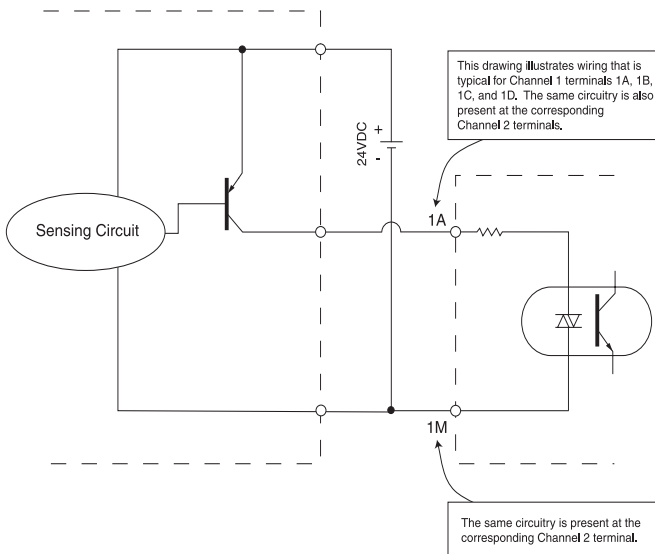 This drawing illustrates wiring that is
typical for Channel 1 terminals 1A, 1B,
1C, and 1D. The same circuitry is also
present at the corresponding
Channel 2 terminals.
24VDC
+
-
1A
Sensing Circuit
1M
The same circuitry is present at the
corresponding Channel 2 terminal.